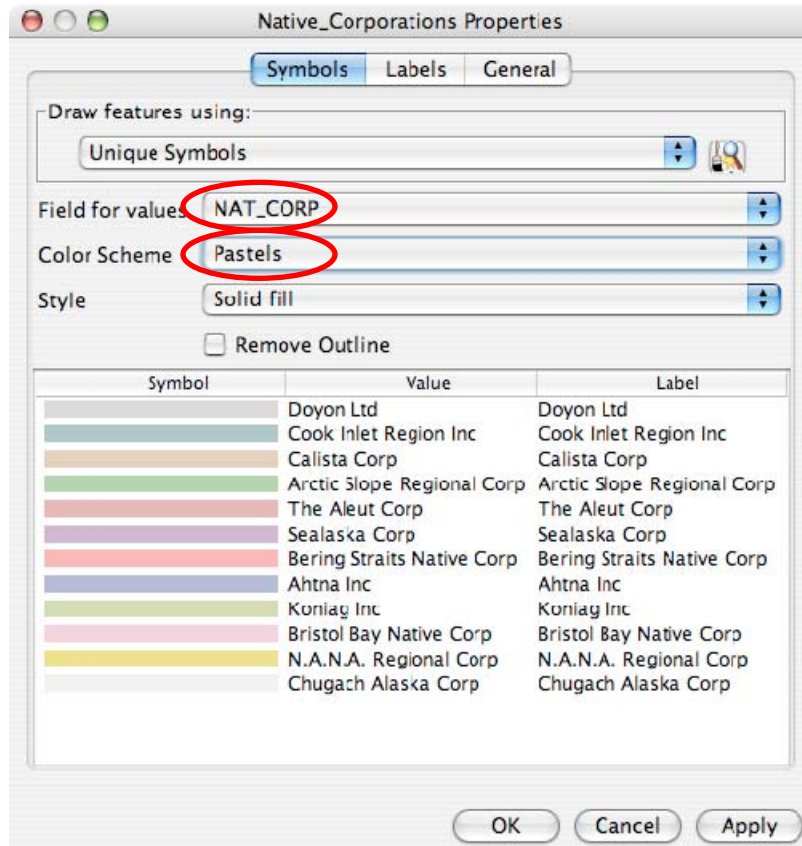 Native_Corporations Properties
Symbols Labels General
Draw features using:
Unique Symbols
Field for values NAT_CORP
Color Scheme Pastels
Style Solid fill
Remove Outline
Symbol Value Label
Doyon Ltd Doyon Ltd
Cook Inlet Region Inc Cook Inlet Region Inc
Calista Corp Calista Corp
Arctic Slope Regional Corp Arctic Slope Regional Corp
The Aleut Corp The Aleut Corp
Sealaska Corp Sealaska Corp
Bering Straits Native Corp Bering Straits Native Corp
Ahtna Inc Ahtna Inc
Koniag Inc Koniag Inc
Bristol Bay Native Corp Bristol Bay Native Corp
N.A.N.A. Regional Corp N.A.N.A. Regional Corp
Chugach Alaska Corp Chugach Alaska Corp
OK Cancel Apply